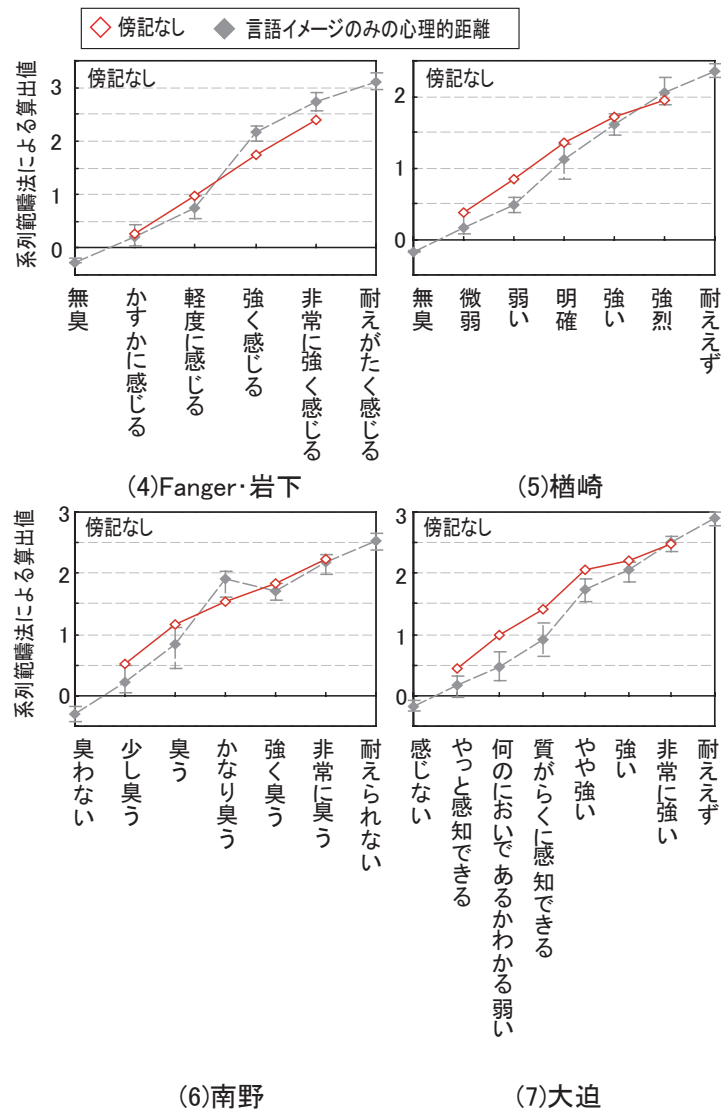 傍記なし 言語イメージのみの心理的距離
系列範疇法による算出値
傍記なし
3
2
1
0
無臭
かすかに感じる
軽度に感じる
強く感じる
非常に強く感じる
耐えがたく感じる
(4)Fanger・岩下
傍記なし
2
1
0
無臭
微弱
弱い
明確
強い
強烈
耐ええず
(5)楢崎
系列範疇法による算出値
傍記なし
3
2
1
0
臭わない
少し臭う
臭う
かなり臭う
強く臭う
非常に臭う
耐えられない
(6)南野
傍記なし
3
2
1
0
感じない
やっと感知できる
何のにおいであるかわかる弱い
質がらくに感知できる
やや強い
強い
非常に強い
耐ええず
(7)大迫